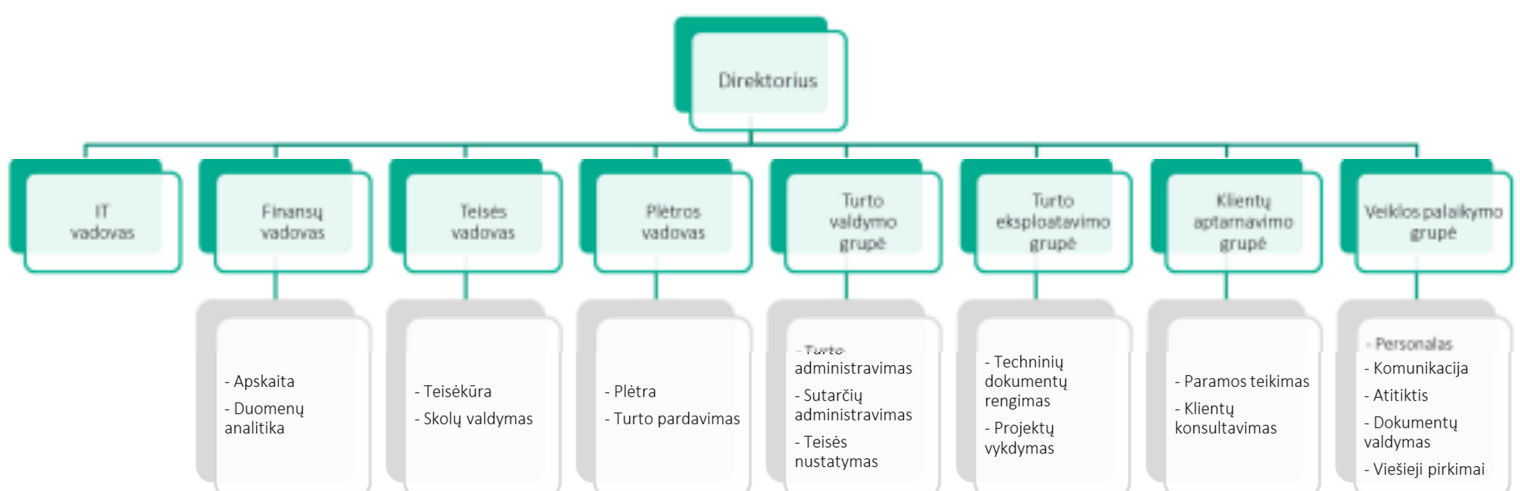 Direktorius
IT
vadovas
Finansų
vadovas
Teisės
vadovas
Plėtros
vadovas
Turto
valdymo
grupė
Turto
eksploatavimo
grupė
Klientų
aptarnavimo
grupė
Veiklos palaikymo
grupė
- Apskaita
- Duomenų
analitika
- Teisėkūra
- Skolų valdymas
- Plėtra
- Turto pardavimas
- Turto
administravimas
- Sutarčių
administravimas
- Teisės
nustatymas
- Techninių
dokumentų
rengimas
- Projektų
vykdymas
- Paramos teikimas
- Klientų
konsultavimas
- Personalas
- Komunikacija
- Atitiktis
- Dokumentų
valdymas
- Viešieji pirkimai